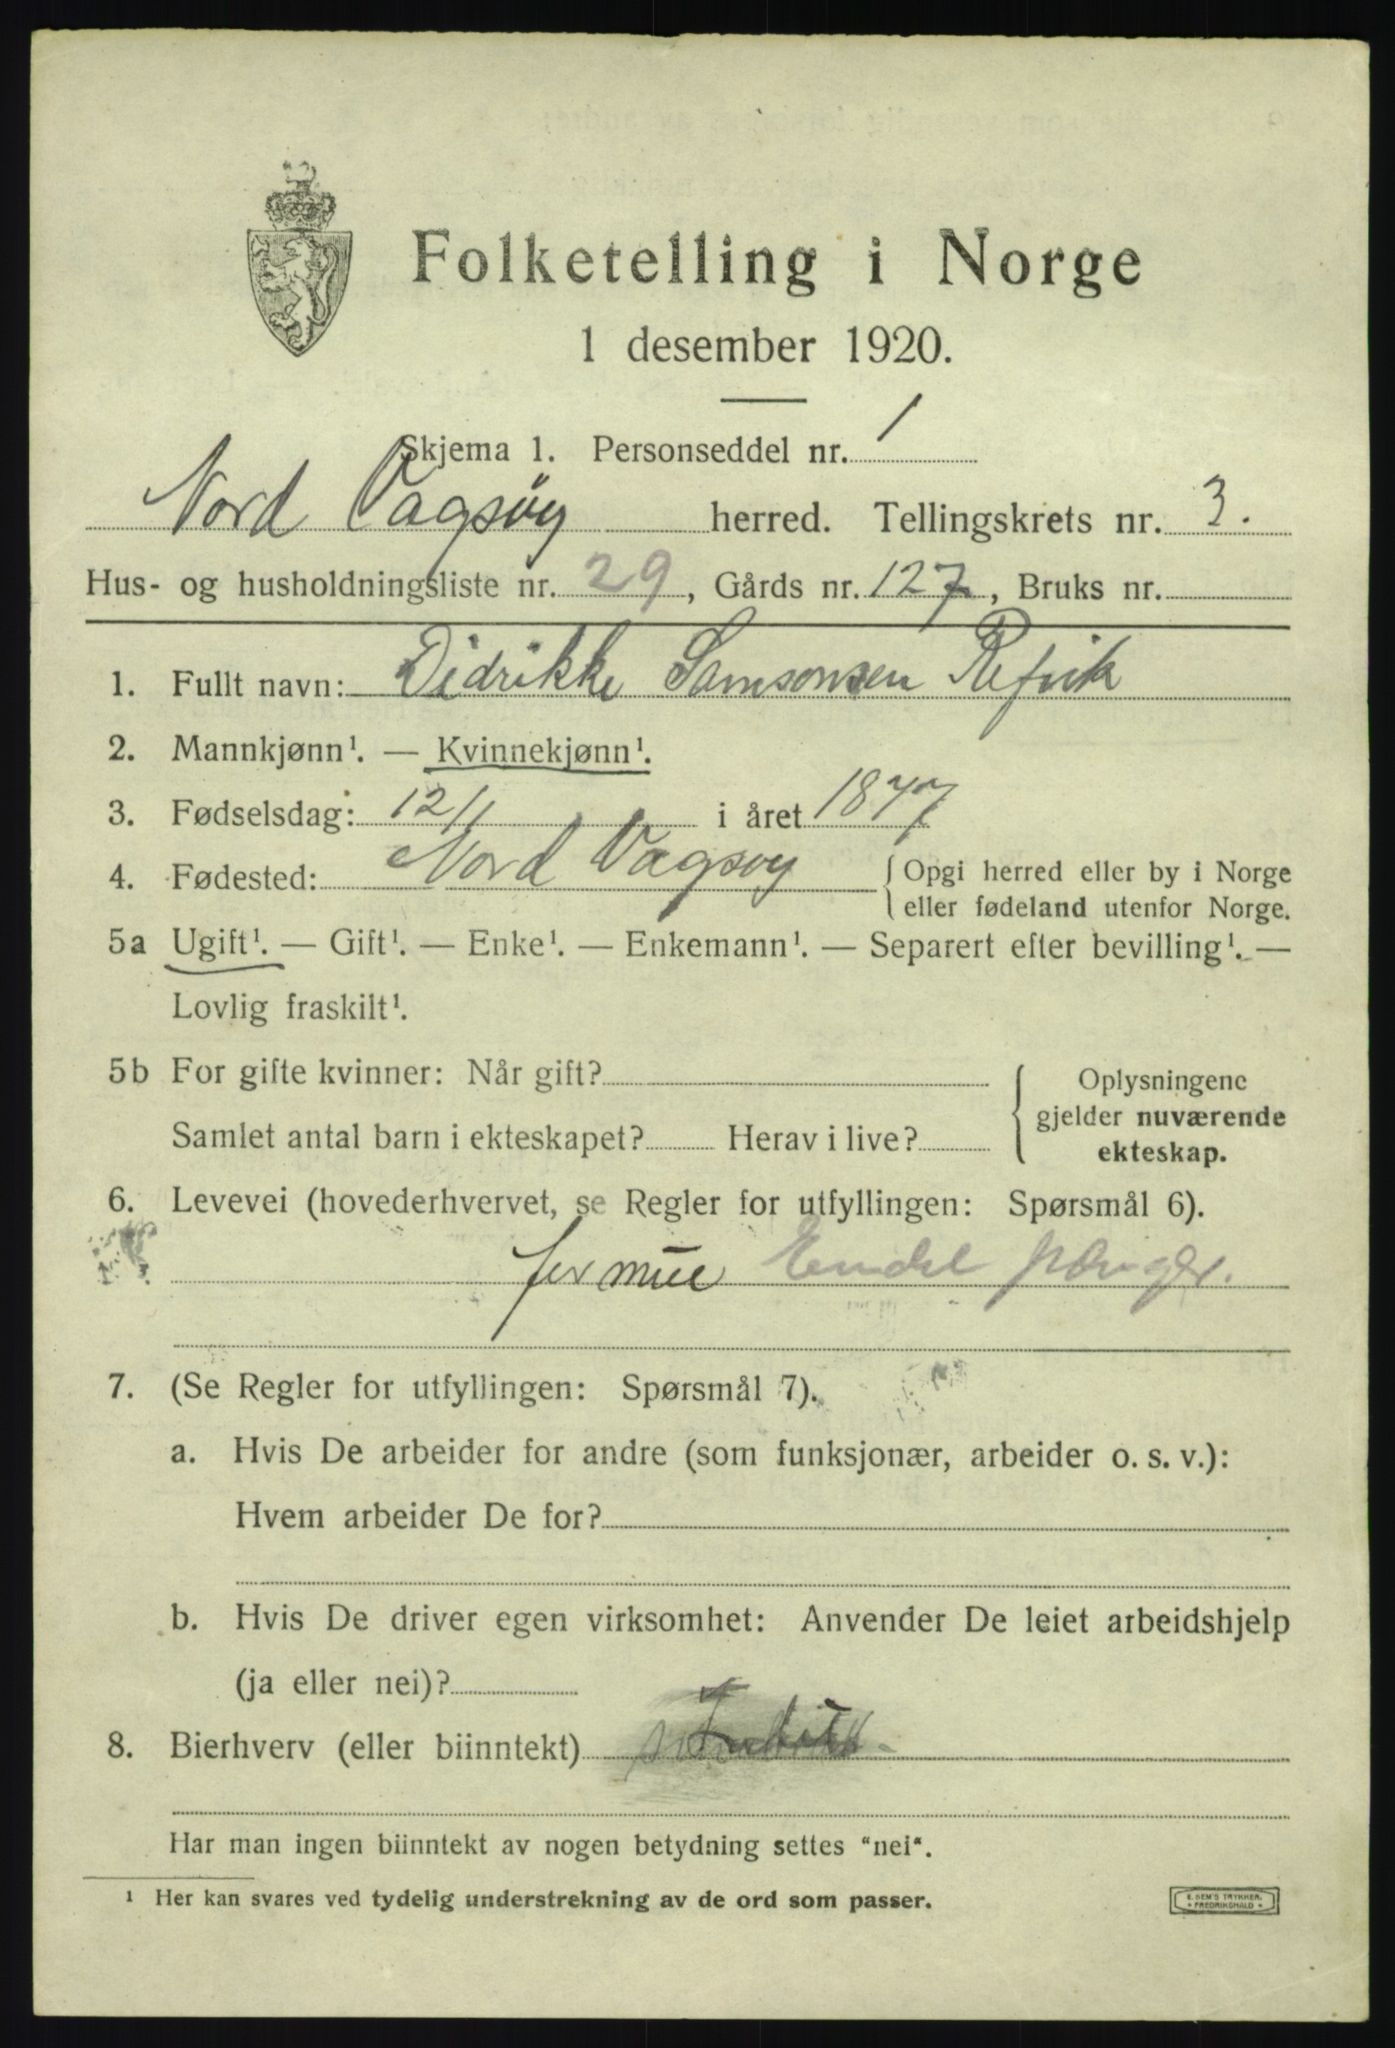 Folketelling i Norge
1 desember 1920.
Skjema 1. Personseddel nr. 1
Nord Vagsøy herred. Tellingskrets nr. 3.
Hus- og husholdningsliste nr. 29, Gårds nr. 127, Bruks nr.
1. Fullt navn: Didrikke Samsonsen Refvik
2. Mannkjønn¹. — Kvinnekjønn¹.
3. Fødselsdag: 12/1 i året 1877
4. Fødested: Nord Vagsøy { Opgi herred eller by i Norge
eller fødeland utenfor Norge.
5a Ugift¹. — Gift¹. — Enke¹. — Enkemann¹. — Separert efter bevilling¹. —
Lovlig fraskilt¹.
5b For gifte kvinner: Når gift? { Oplysningene
gjelder nuværende
Samlet antal barn i ekteskapet? Herav i live?
ekteskap.
6. Levevei (hovederhvervet, se Regler for utfyllingen: Spørsmål 6).
formue
7. (Se Regler for utfyllingen: Spørsmål 7).
a. Hvis De arbeider for andre (som funksjonær, arbeider o. s. v.):
Hvem arbeider De for?
b. Hvis De driver egen virksomhet: Anvender De leiet arbeidshjelp
(ja eller nei)?
8. Bierhverv (eller biinntekt)
Har man ingen biinntekt av nogen betydning settes "nei".
¹ Her kan svares ved tydelig understrekning av de ord som passer.
E. SEM'S TRYKKERI,
* FREDRIKSHALD *